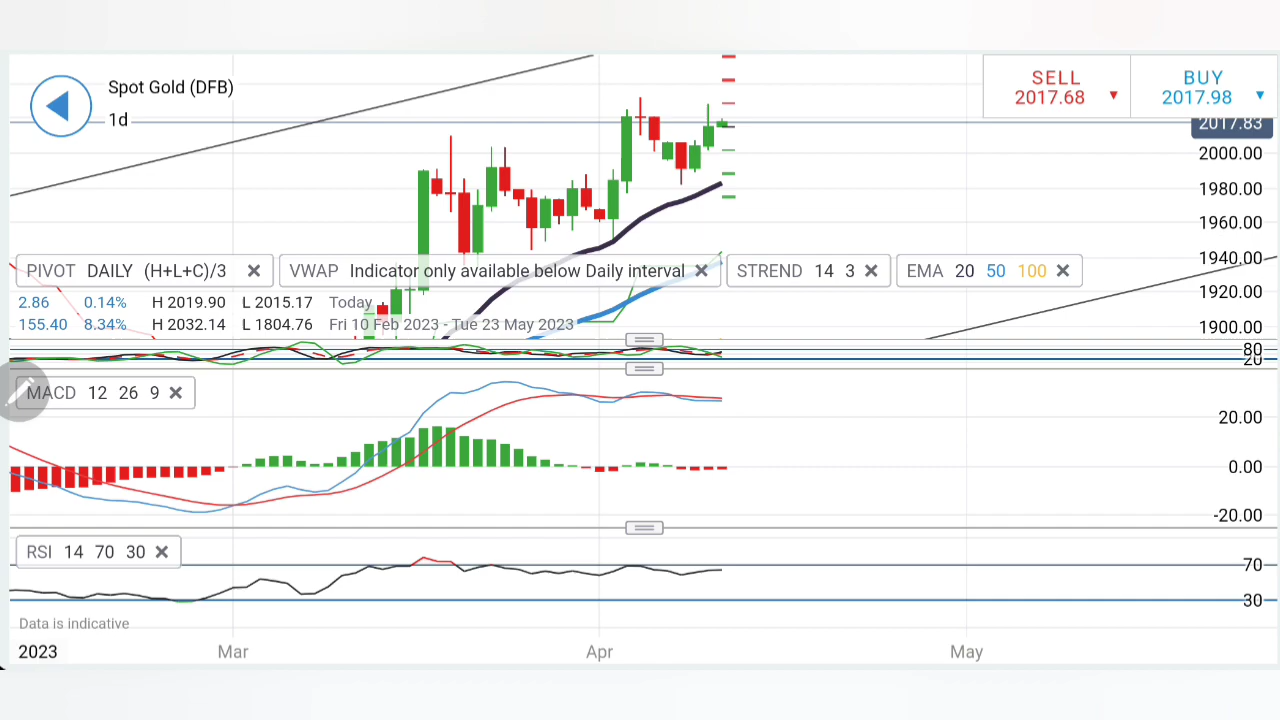 Spot Gold (DFB)
1d
SELL
2017.68
BUY
2017.98
2017.83
2000.00
1980.00
1960.00
1940.00
1920.00
1900.00
PIVOT DAILY (H+L+C)/3
VWAP Indicator only available below Daily interval
STREND 14 3
EMA 20 50 100
2.86 0.14% H 2019.90 L 2015.17 Today
155.40 8.34% H 2032.14 L 1804.76 Fri 10 Feb 2023 - Tue 23 May 2023
80
20
MACD 12 26 9
20.00
0.00
-20.00
RSI 14 70 30
70
30
Data is indicative
2023 Mar Apr May